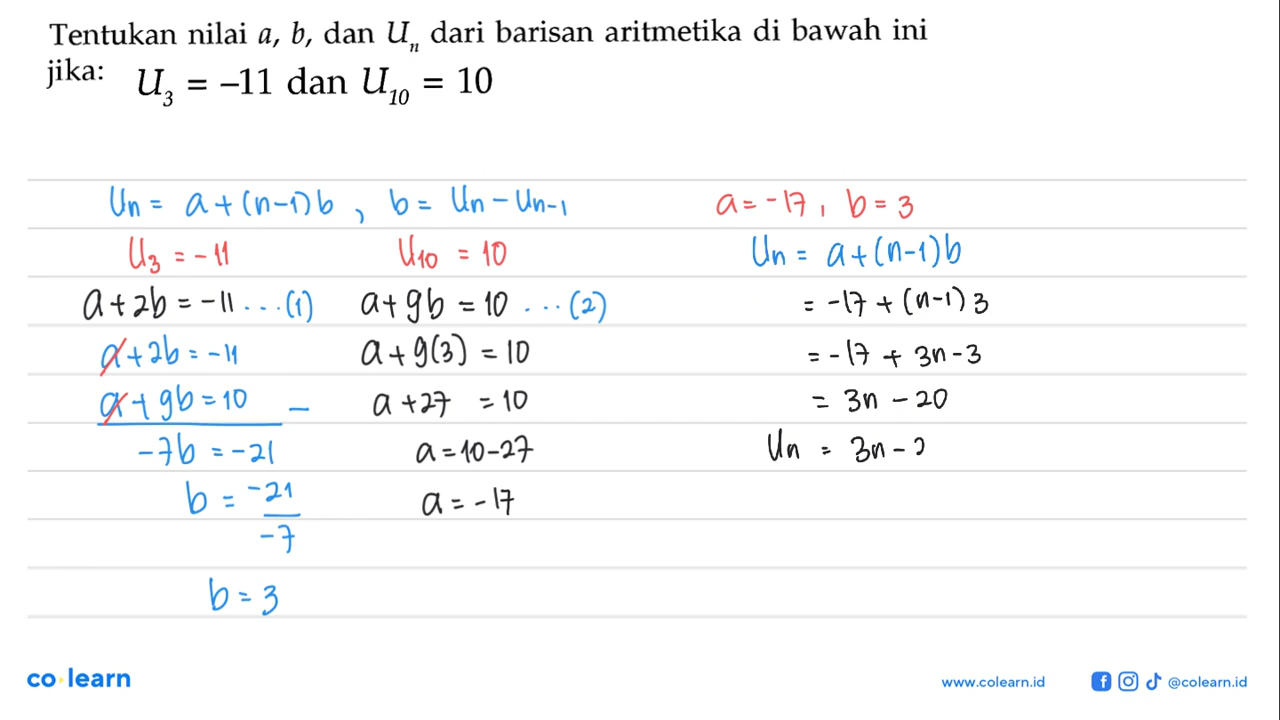 Tentukan nilai a, b, dan Uₙ dari barisan aritmetika di bawah ini
jika: U₃ = –11 dan U₁₀ = 10
Un = a + (n-1) b , b = Un - Un-1
U3 = -11
a + 2b = -11 ... (1)
a + 2b = -11
a + 9b = 10 -
-7b = -21
b = -21/-7
b = 3
U10 = 10
a + 9b = 10 ... (2)
a + 9(3) = 10
a + 27 = 10
a = 10 - 27
a = -17
a = -17, b = 3
Un = a + (n-1) b
= -17 + (n-1) 3
= -17 + 3n - 3
= 3n - 20
Un = 3n - 2
co learn
www.colearn.id @colearn.id